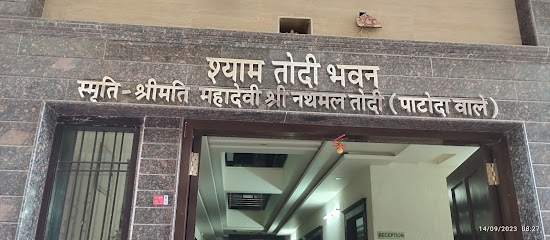 श्याम तोदी भवन
स्मृति - श्रीमति महादेवी श्री नथमल तोदी ( पाटोदा वाले )
RECEPTION
14/09/2023 08:27